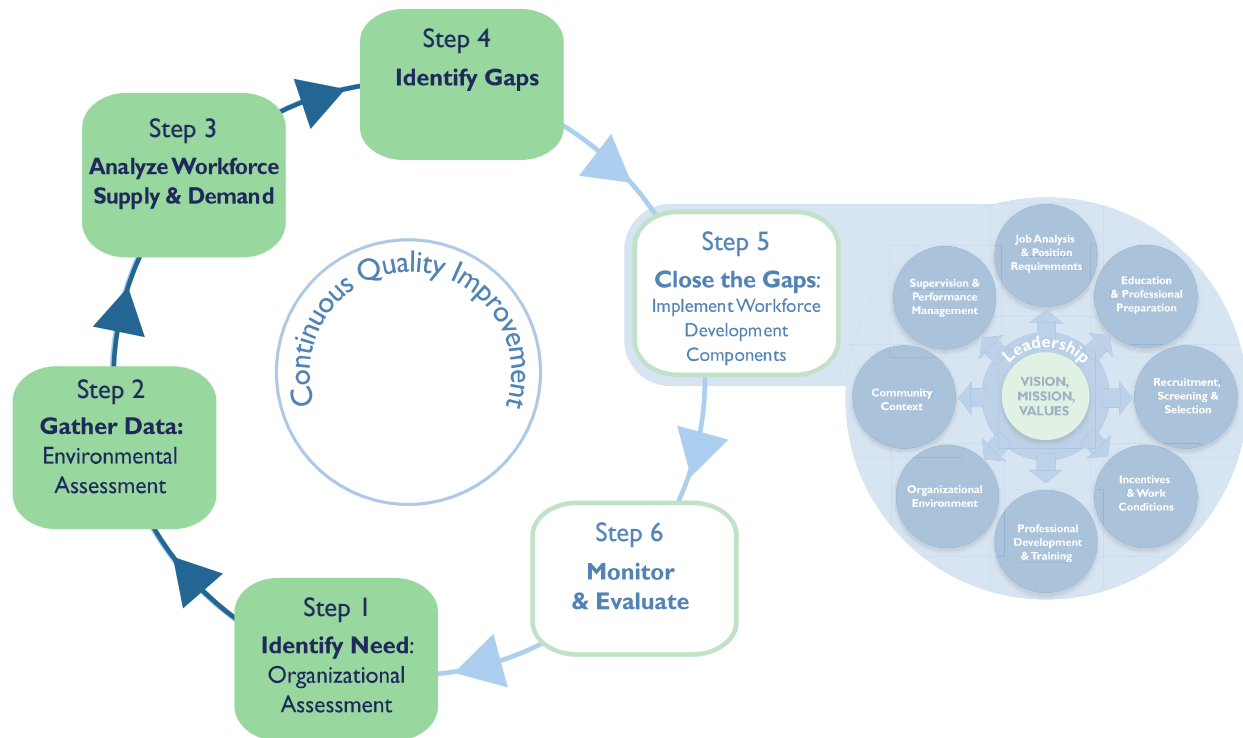 Step 1
Identify Need:
Organizational
Assessment
Step 2
Gather Data:
Environmental
Assessment
Step 3
Analyze Workforce
Supply & Demand
Step 4
Identify Gaps
Step 5
Close the Gaps:
Implement Workforce
Development
Components
Step 6
Monitor
& Evaluate
Continuous Quality Improvement
Job Analysis
& Position
Requirements
Education
& Professional
Preparation
Recruitment,
Screening &
Selection
Incentives
& Work
Conditions
Professional
Development
& Training
Organizational
Environment
Community
Context
Supervision &
Performance
Management
Leadership
VISION,
MISSION,
VALUES